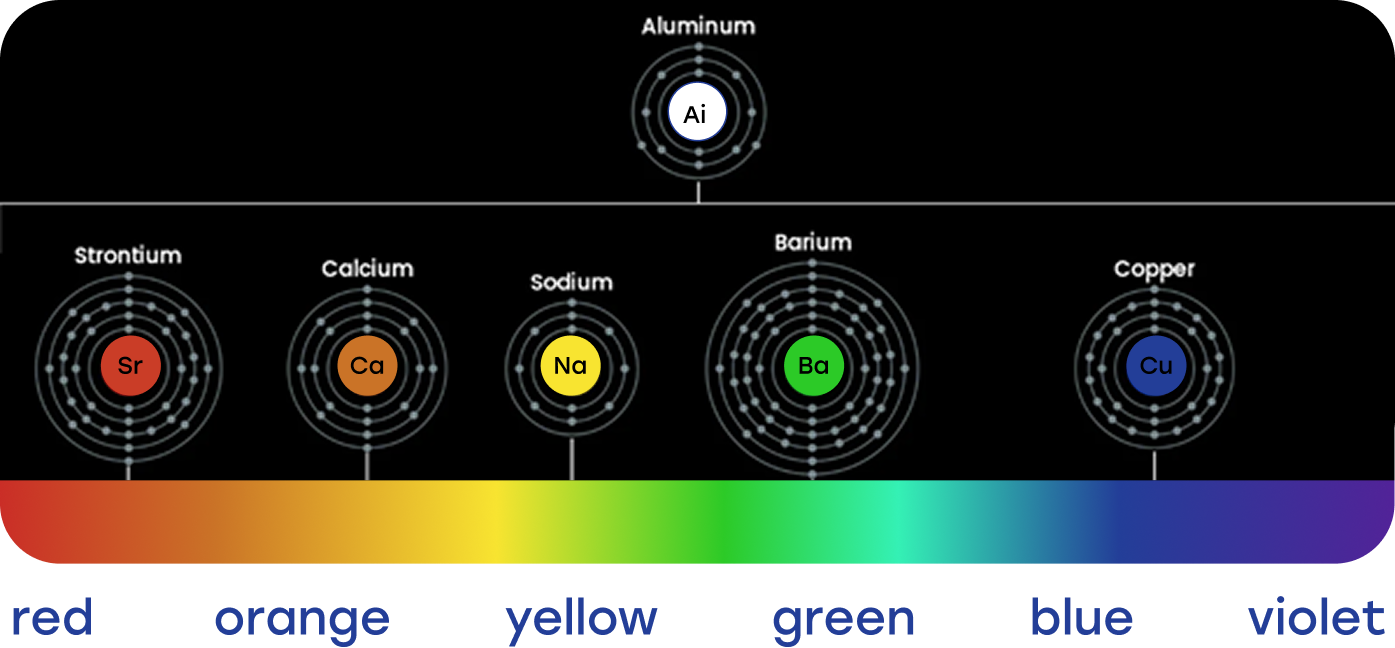 Aluminum
Ai
Strontium
Calcium
Sodium
Barium
Copper
Sr
Ca
Na
Ba
Cu
red
orange
yellow
green
blue
violet